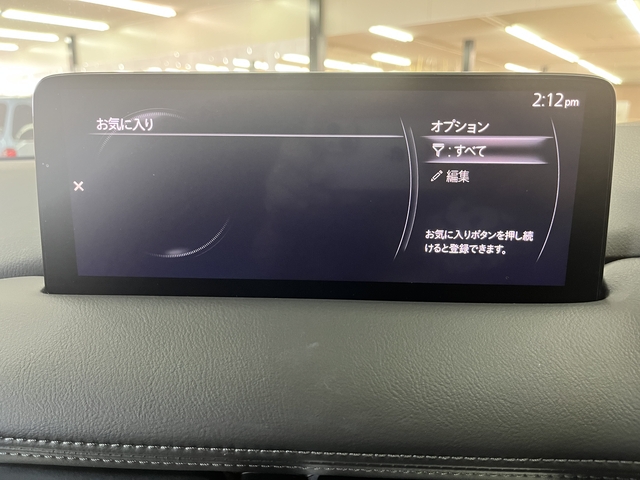 2:12pm
お気に入り
オプション
: すべて
編集
お気に入りボタンを押し続
けると登録できます。